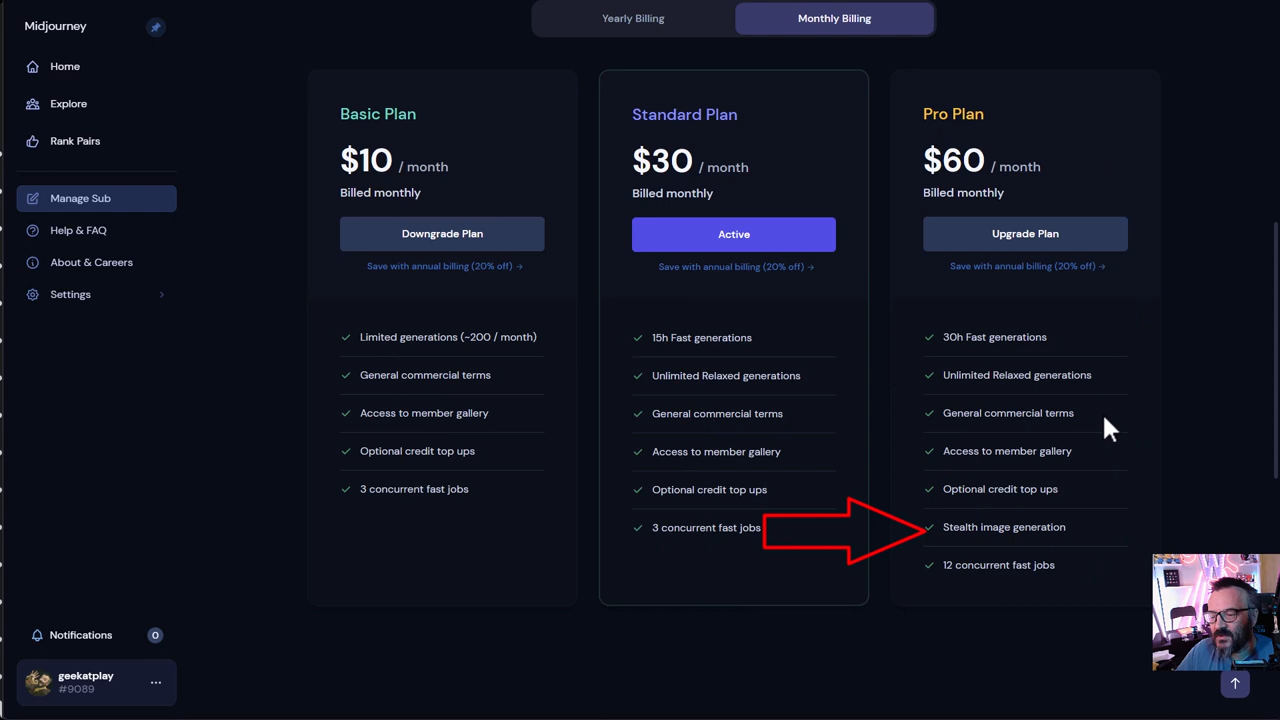 Midjourney
Home
Explore
Rank Pairs
Manage Sub
Help & FAQ
About & Careers
Settings
Notifications
0
geekatplay
#9089
Yearly Billing
Monthly Billing
Basic Plan
$10 / month
Billed monthly
Downgrade Plan
Save with annual billing (20% off) →
Limited generations (~200 / month)
General commercial terms
Access to member gallery
Optional credit top ups
3 concurrent fast jobs
Standard Plan
$30 / month
Billed monthly
Active
Save with annual billing (20% off) →
15h Fast generations
Unlimited Relaxed generations
General commercial terms
Access to member gallery
Optional credit top ups
3 concurrent fast jobs
Pro Plan
$60 / month
Billed monthly
Upgrade Plan
Save with annual billing (20% off) →
30h Fast generations
Unlimited Relaxed generations
General commercial terms
Access to member gallery
Optional credit top ups
Stealth image generation
12 concurrent fast jobs